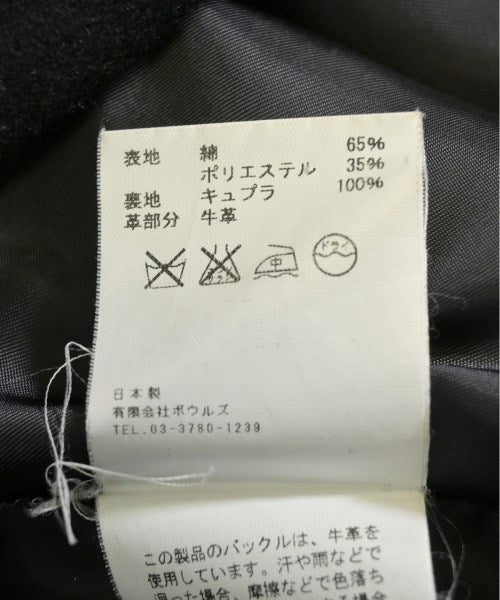 表地 綿 65%
ポリエステル 35%
裏地 キュプラ 100%
革部分 牛革
中
ドライ
日本製
有限会社ボウルズ
TEL.03-3780-1239
この製品のバックルは、牛革を
使用しています。汗や雨などで
湿った場合、摩擦などで色落ち